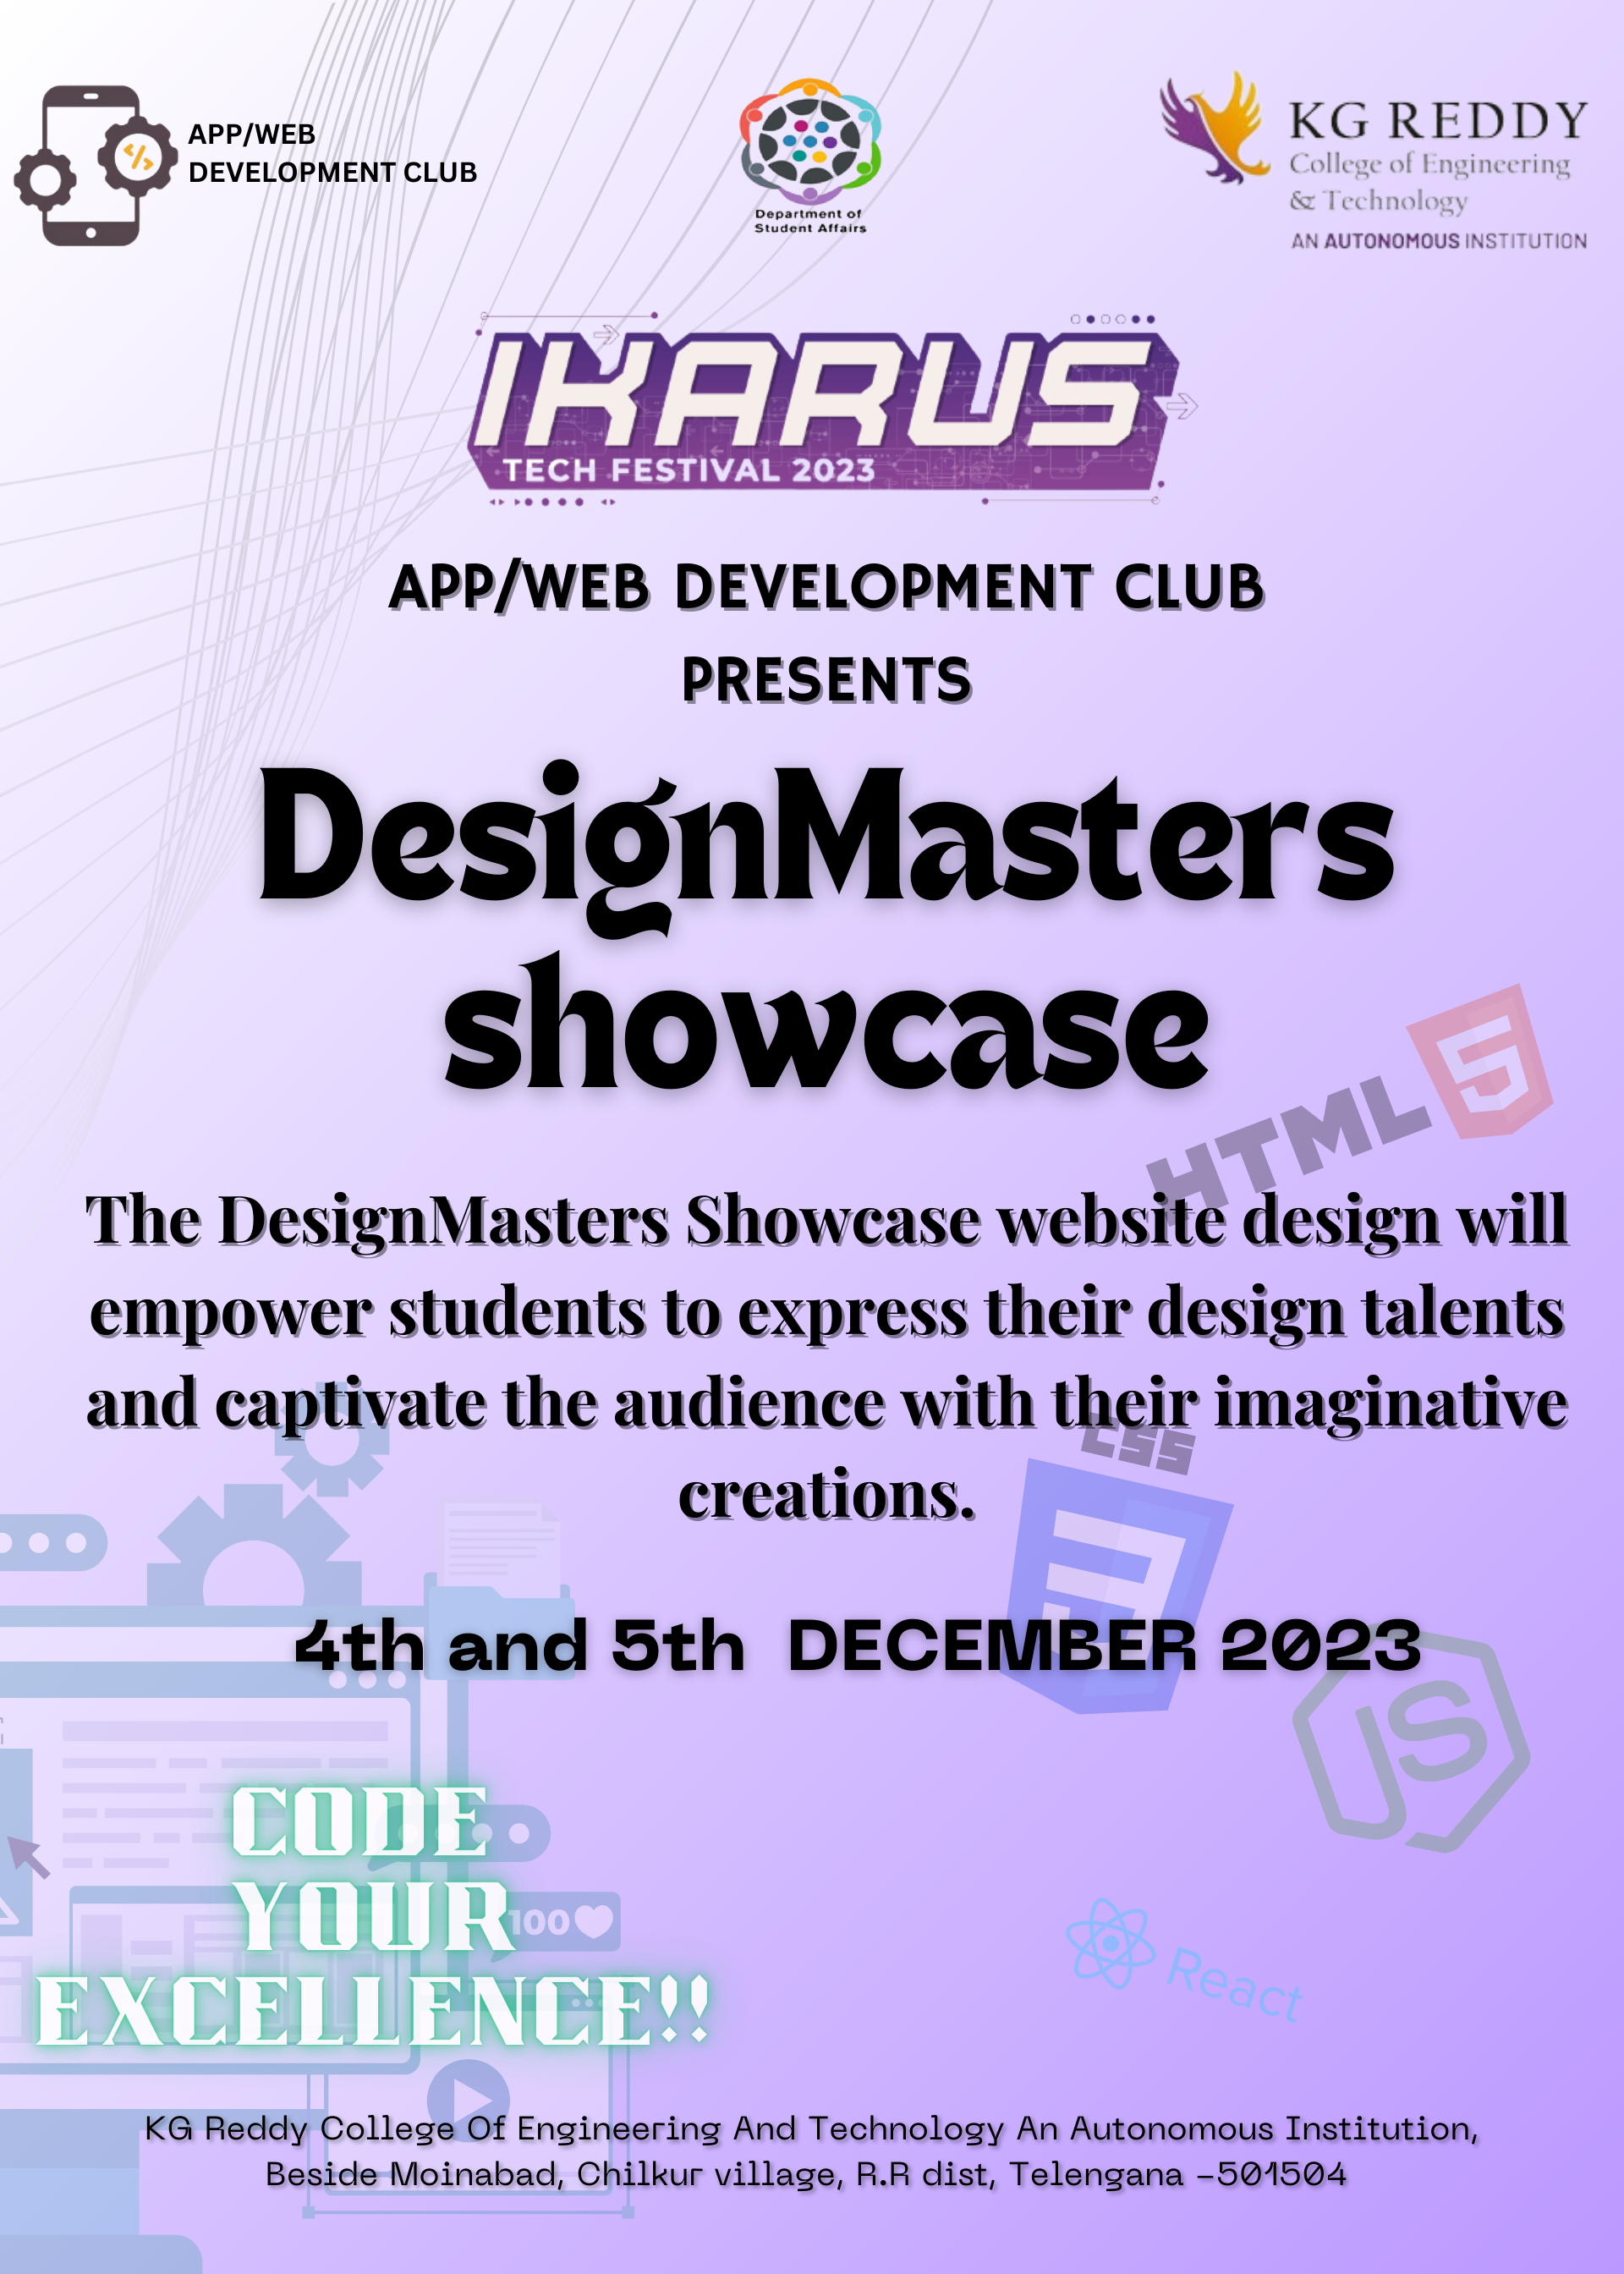 APP/WEB
DEVELOPMENT CLUB
Department of
Student Affairs
KG REDDY
College of Engineering
& Technology
AN AUTONOMOUS INSTITUTION
IKARUS
TECH FESTIVAL 2023
APP/WEB DEVELOPMENT CLUB
PRESENTS
DesignMasters
showcase
HTML 5
The DesignMasters Showcase website design will
empower students to express their design talents
and captivate the audience with their imaginative
creations.
CSS
3
4th and 5th DECEMBER 2023
JS
CODE
YOUR
100
EXCELLENCE!!
React
KG Reddy College Of Engineering And Technology An Autonomous Institution,
Beside Moinabad, Chilkur village, R.R dist, Telengana -501504